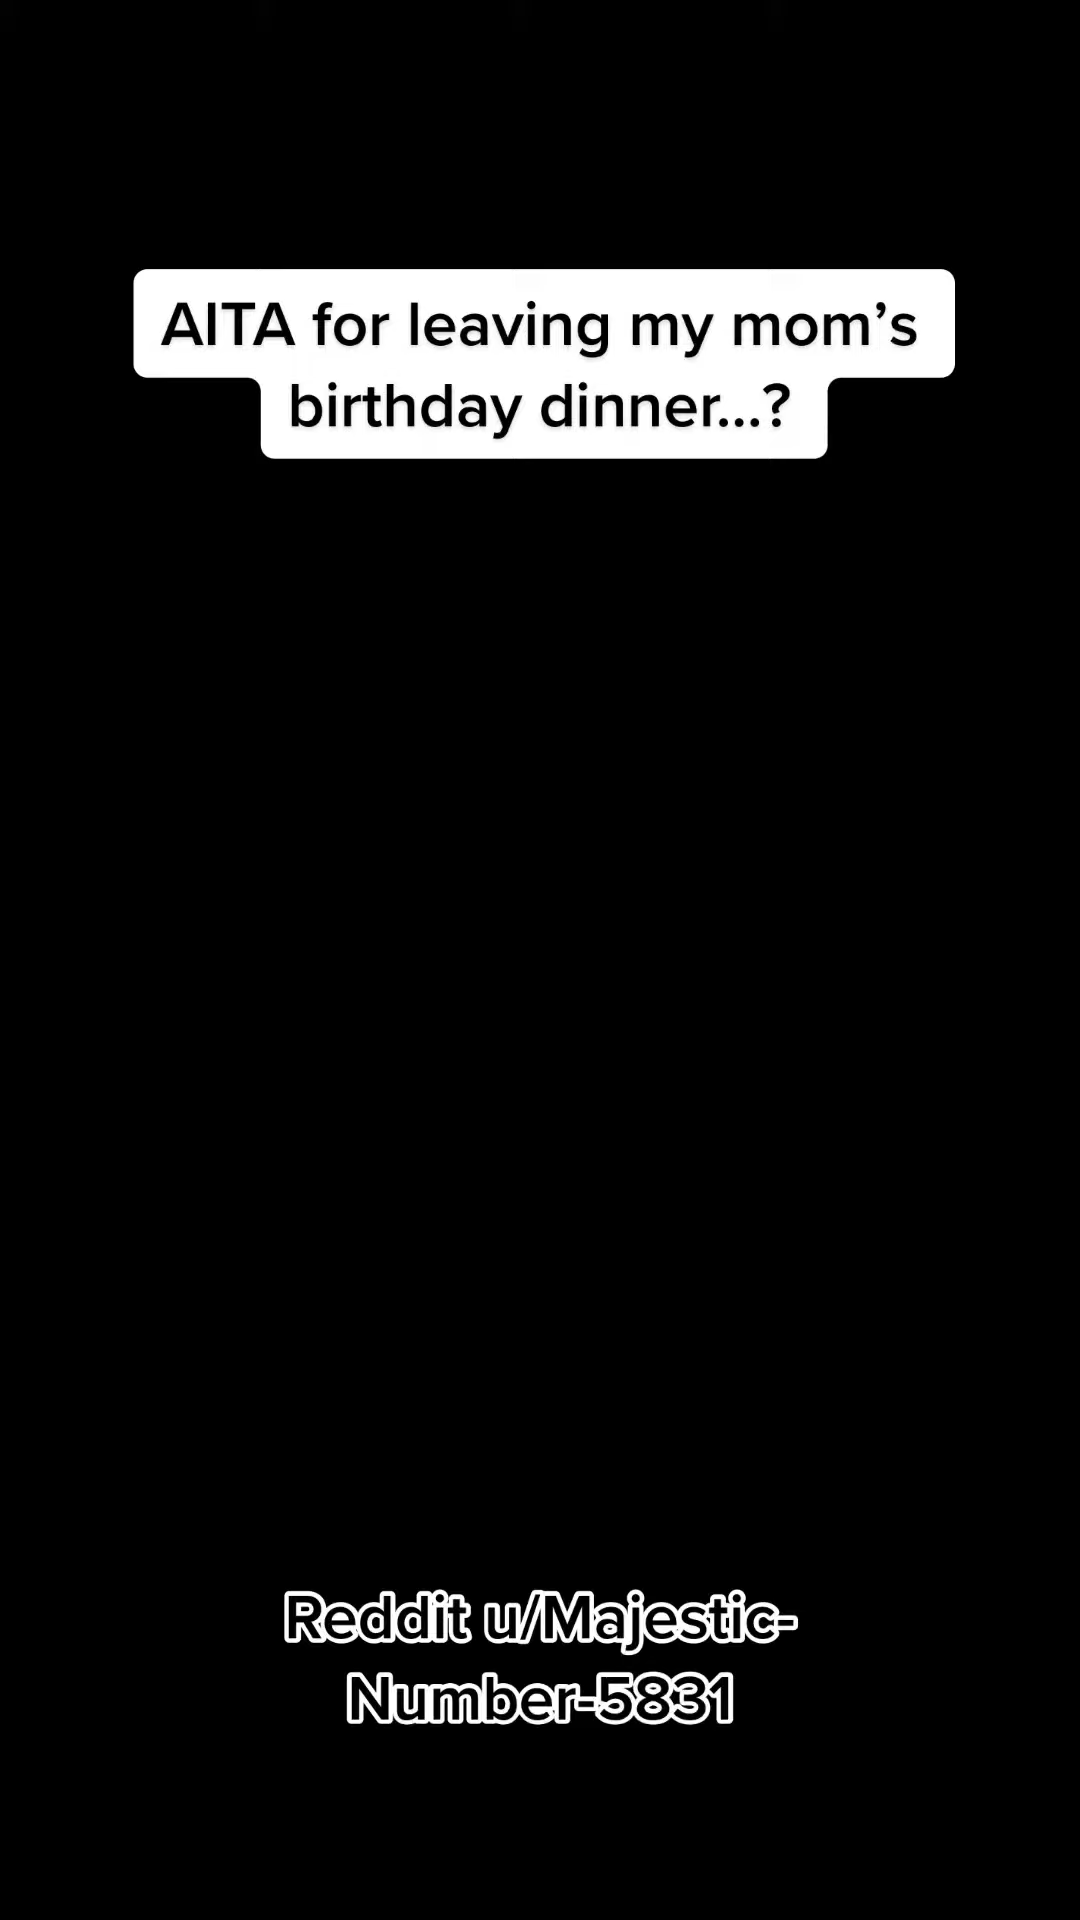 AITA for leaving my mom’s
birthday dinner...?
Reddit u/Majestic-
Number-5831